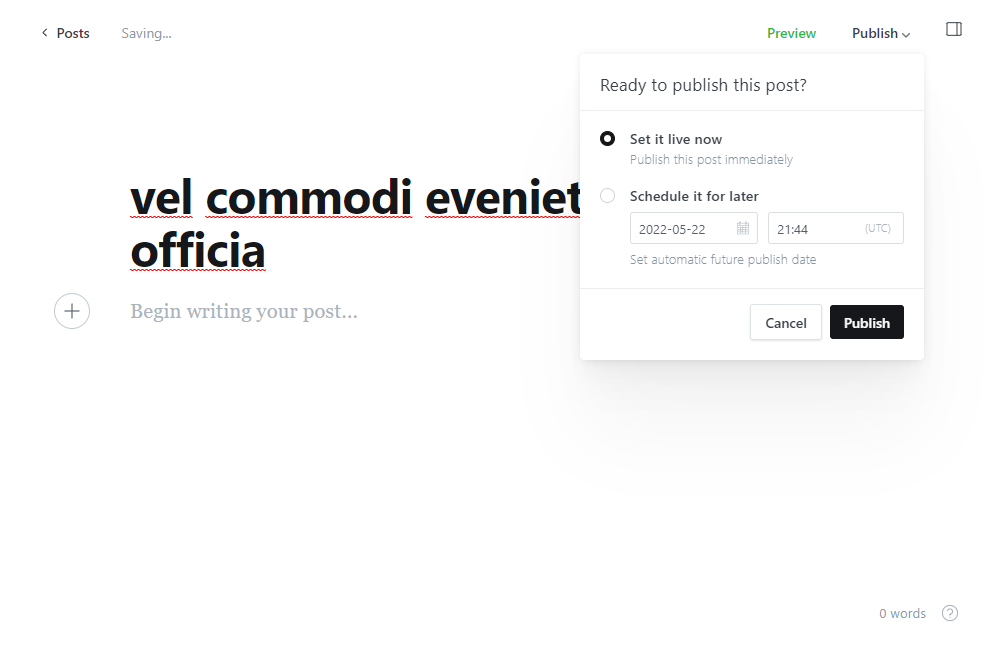 Posts Saving... Preview Publish
Ready to publish this post?
Set it live now
Publish this post immediately
Schedule it for later
2022-05-22 21:44 (UTC)
Set automatic future publish date
Cancel Publish
vel commodi eveniet
officia
Begin writing your post...
0 words ?